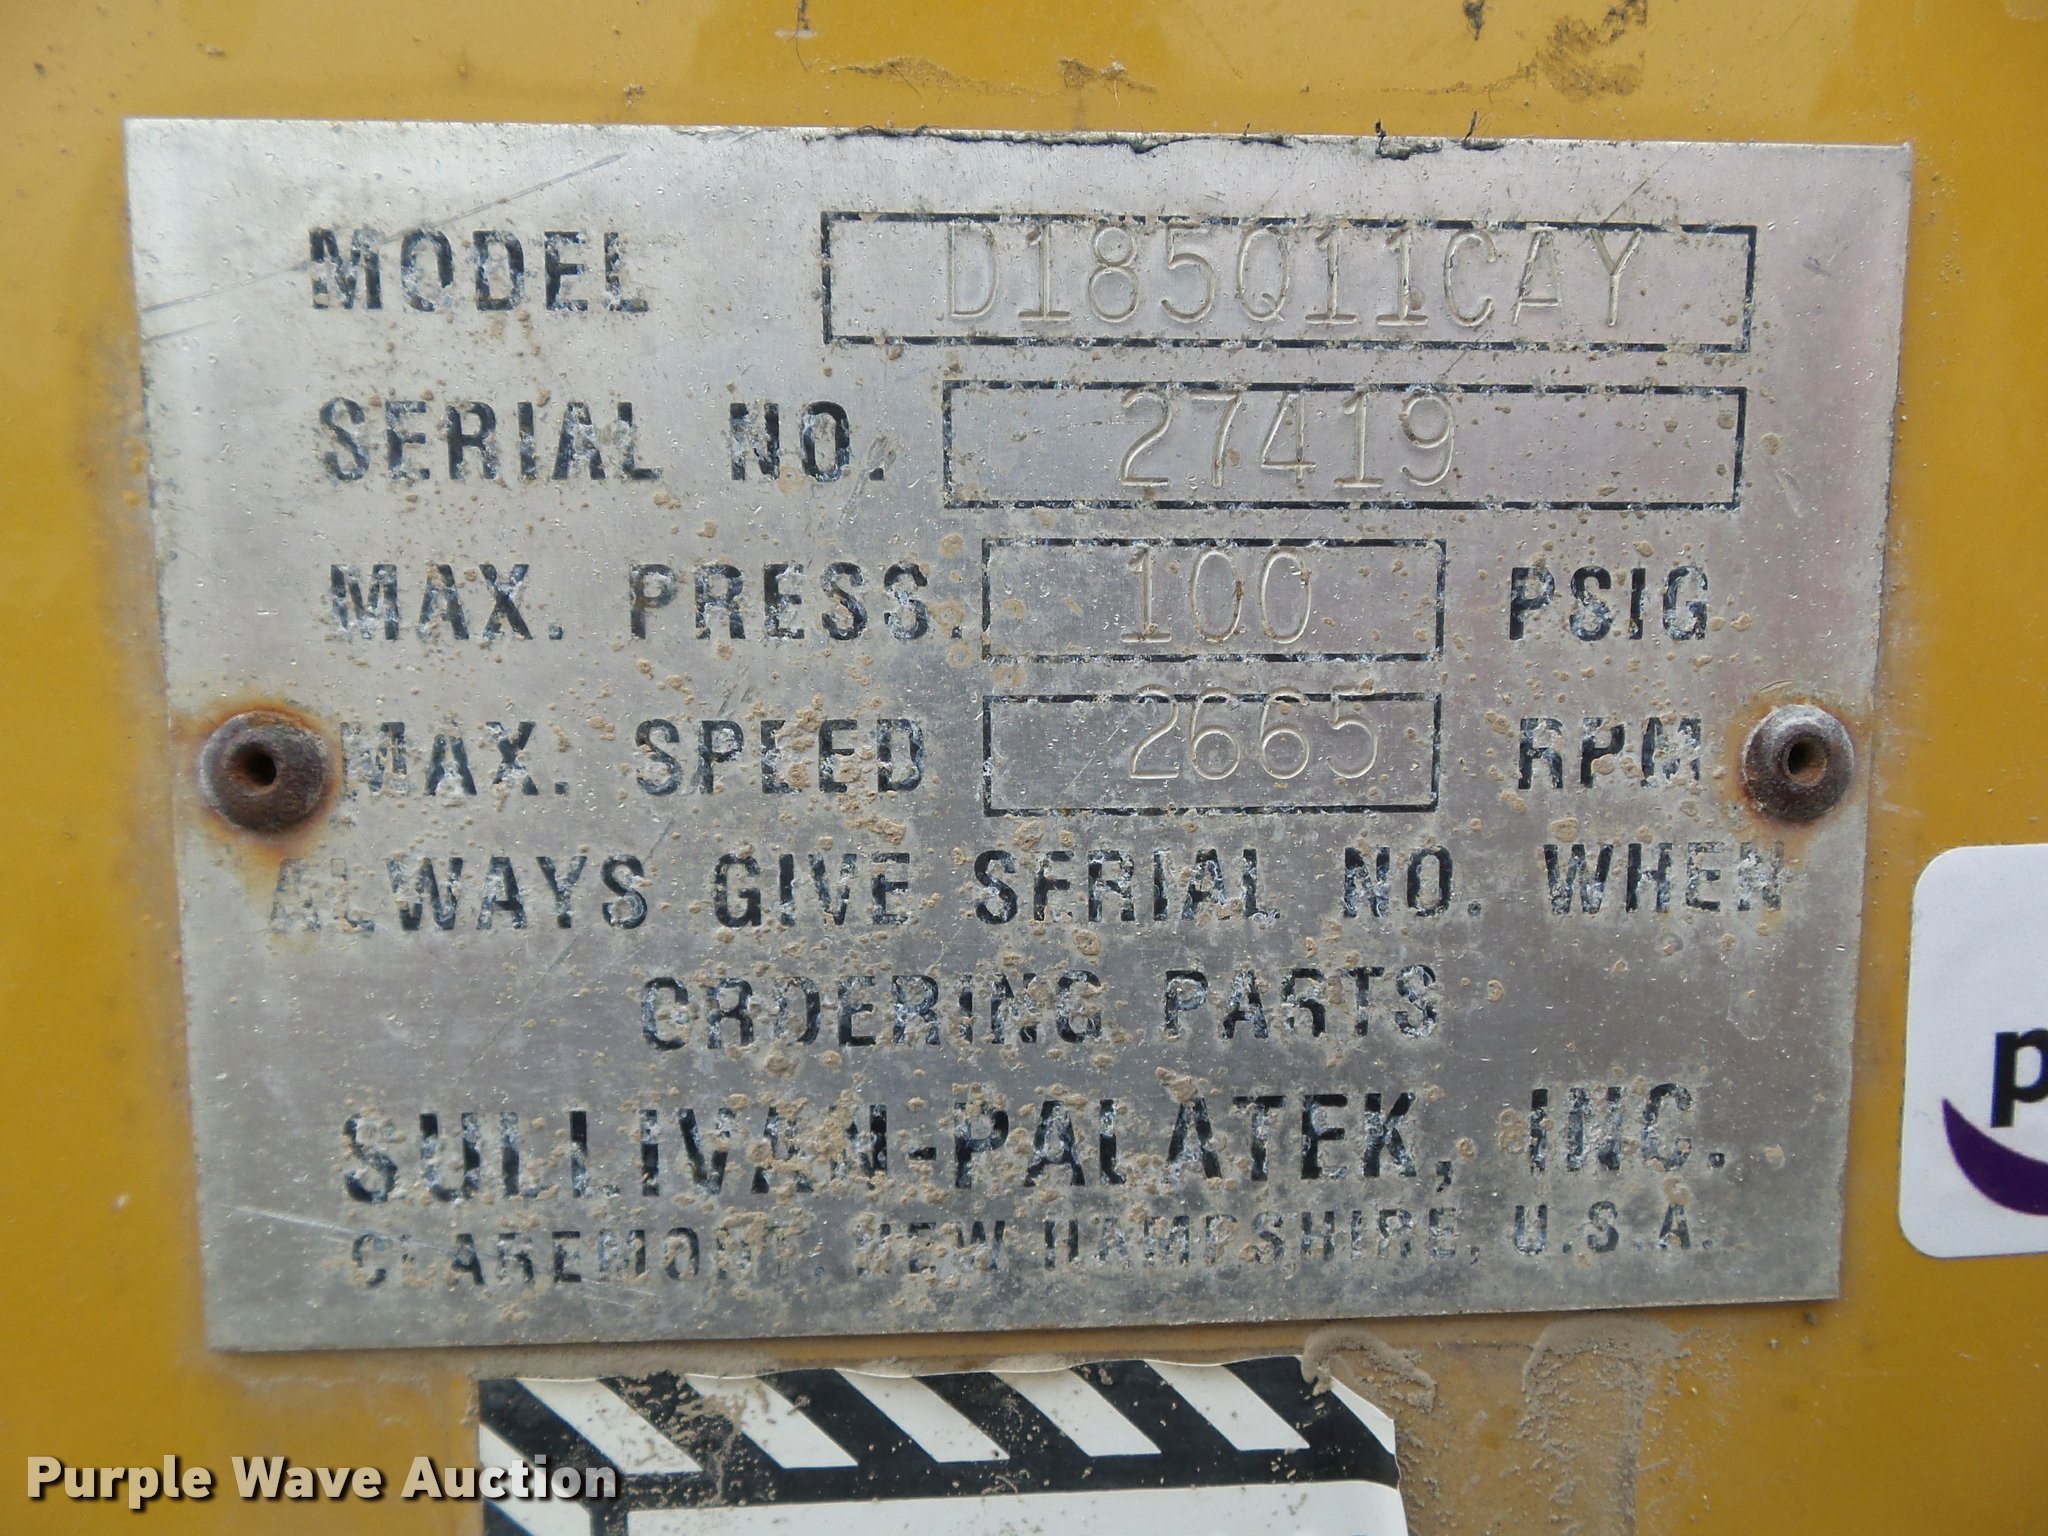 MODEL D185Q11CAY
SERIAL NO. 27419
MAX. PRESS. 100 PSIG
MAX. SPEED 2665 RPM
ALWAYS GIVE SERIAL NO. WHEN
ORDERING PARTS
SULLIVAN-PALATEK, INC.
CLAREMONT, NEW HAMPSHIRE, U.S.A.
p
Purple Wave Auction